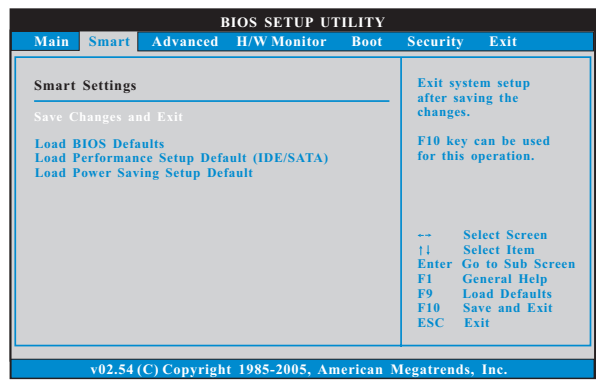 BIOS SETUP UTILITY
Main Smart Advanced H/W Monitor Boot Security Exit
Smart Settings
Save Changes and Exit
Load BIOS Defaults
Load Performance Setup Default (IDE/SATA)
Load Power Saving Setup Default
Exit system setup
after saving the
changes.
F10 key can be used
for this operation.
←→ Select Screen
↑↓ Select Item
Enter Go to Sub Screen
F1 General Help
F9 Load Defaults
F10 Save and Exit
ESC Exit
v02.54 (C) Copyright 1985-2005, American Megatrends, Inc.